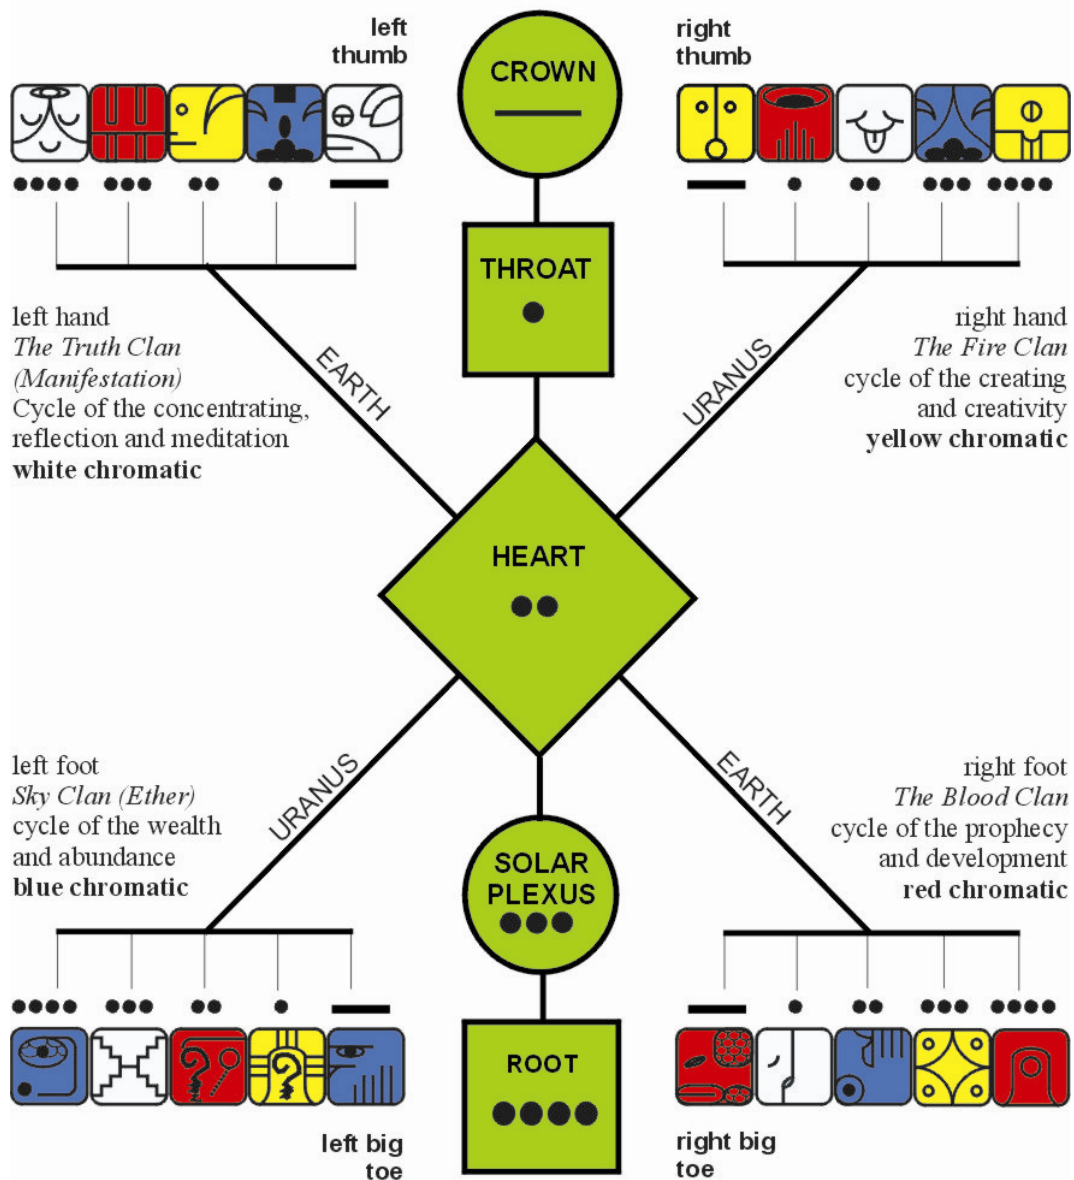 left
thumb
CROWN
right
thumb
THROAT
left hand
The Truth Clan
(Manifestation)
Cycle of the concentrating,
reflection and meditation
white chromatic
EARTH
URANUS
right hand
The Fire Clan
cycle of the creating
and creativity
yellow chromatic
HEART
left foot
Sky Clan (Ether)
cycle of the wealth
and abundance
blue chromatic
URANUS
EARTH
right foot
The Blood Clan
cycle of the prophecy
and development
red chromatic
SOLAR
PLEXUS
ROOT
left big
toe
right big
toe